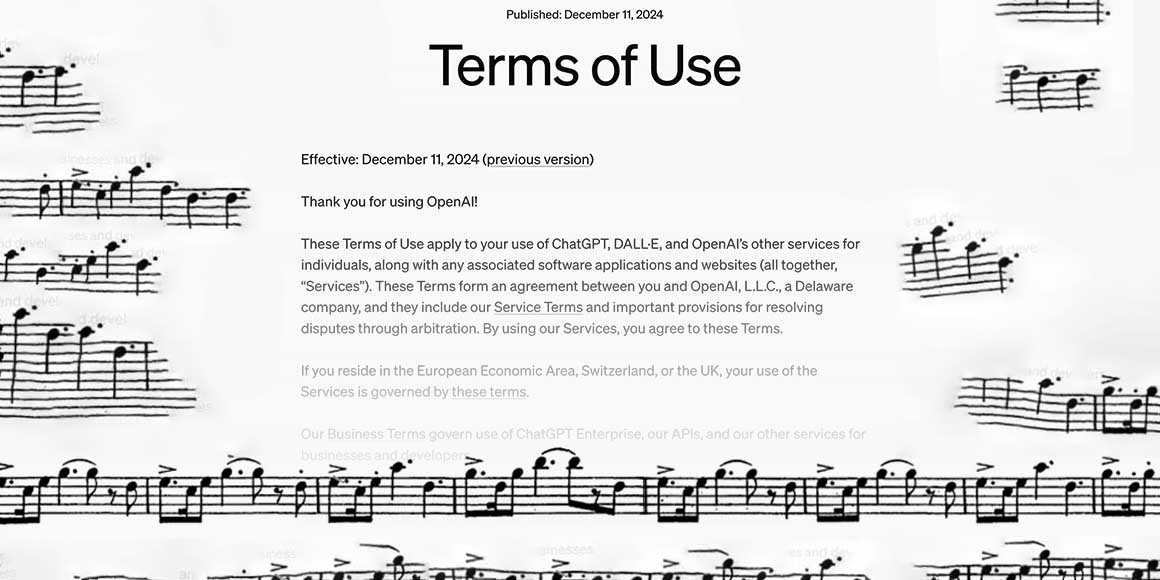 Published: December 11, 2024
Terms of Use
Effective: December 11, 2024 (previous version)
Thank you for using OpenAI!
These Terms of Use apply to your use of ChatGPT, DALL·E, and OpenAI’s other services for
individuals, along with any associated software applications and websites (all together,
“Services”). These Terms form an agreement between you and OpenAI, L.L.C., a Delaware
company, and they include our Service Terms and important provisions for resolving
disputes through arbitration. By using our Services, you agree to these Terms.
If you reside in the European Economic Area, Switzerland, or the UK, your use of the
Services is governed by these terms.
Our Business Terms govern use of ChatGPT Enterprise, our APIs, and our other services for
businesses and developers